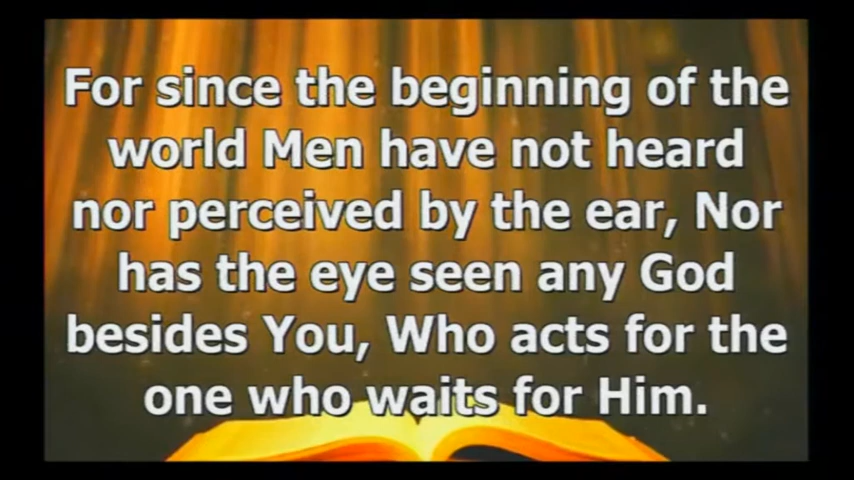 For since the beginning of the
world Men have not heard
nor perceived by the ear, Nor
has the eye seen any God
besides You, Who acts for the
one who waits for Him.